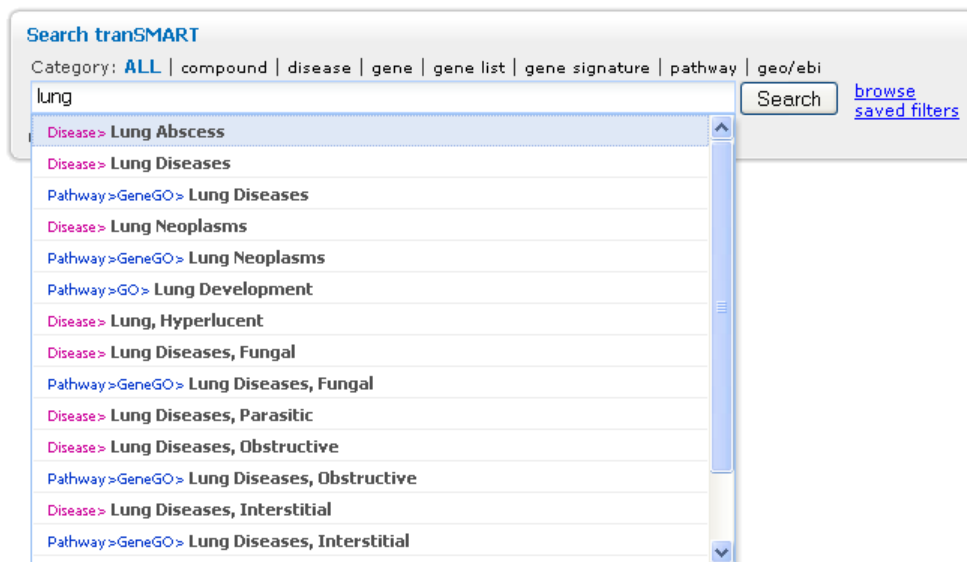 Search tranSMART
Category: ALL | compound | disease | gene | gene list | gene signature | pathway | geo/ebi
lung
Search
browse
saved filters
Disease> Lung Abscess
Disease> Lung Diseases
Pathway>GeneGO> Lung Diseases
Disease> Lung Neoplasms
Pathway>GeneGO> Lung Neoplasms
Pathway>GO> Lung Development
Disease> Lung, Hyperlucent
Disease> Lung Diseases, Fungal
Pathway>GeneGO> Lung Diseases, Fungal
Disease> Lung Diseases, Parasitic
Disease> Lung Diseases, Obstructive
Pathway>GeneGO> Lung Diseases, Obstructive
Disease> Lung Diseases, Interstitial
Pathway>GeneGO> Lung Diseases, Interstitial